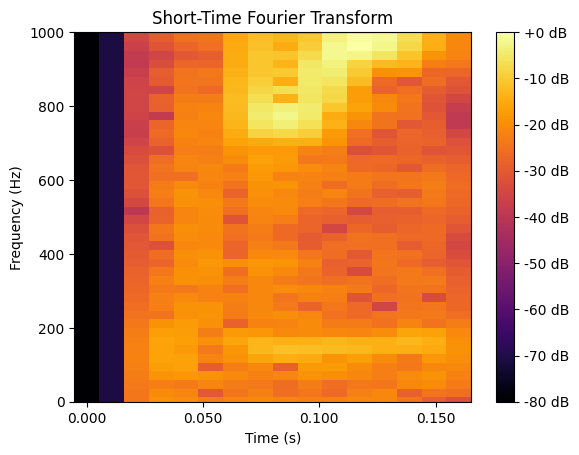 Short-Time Fourier Transform
Frequency (Hz)
1000
800
600
400
200
0
0.000
0.050
0.100
0.150
Time (s)
+0 dB
-10 dB
-20 dB
-30 dB
-40 dB
-50 dB
-60 dB
-70 dB
-80 dB